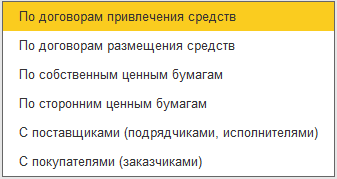 По договорам привлечения средств
По договорам размещения средств
По собственным ценным бумагам
По сторонним ценным бумагам
С поставщиками (подрядчиками, исполнителями)
С покупателями (заказчиками)